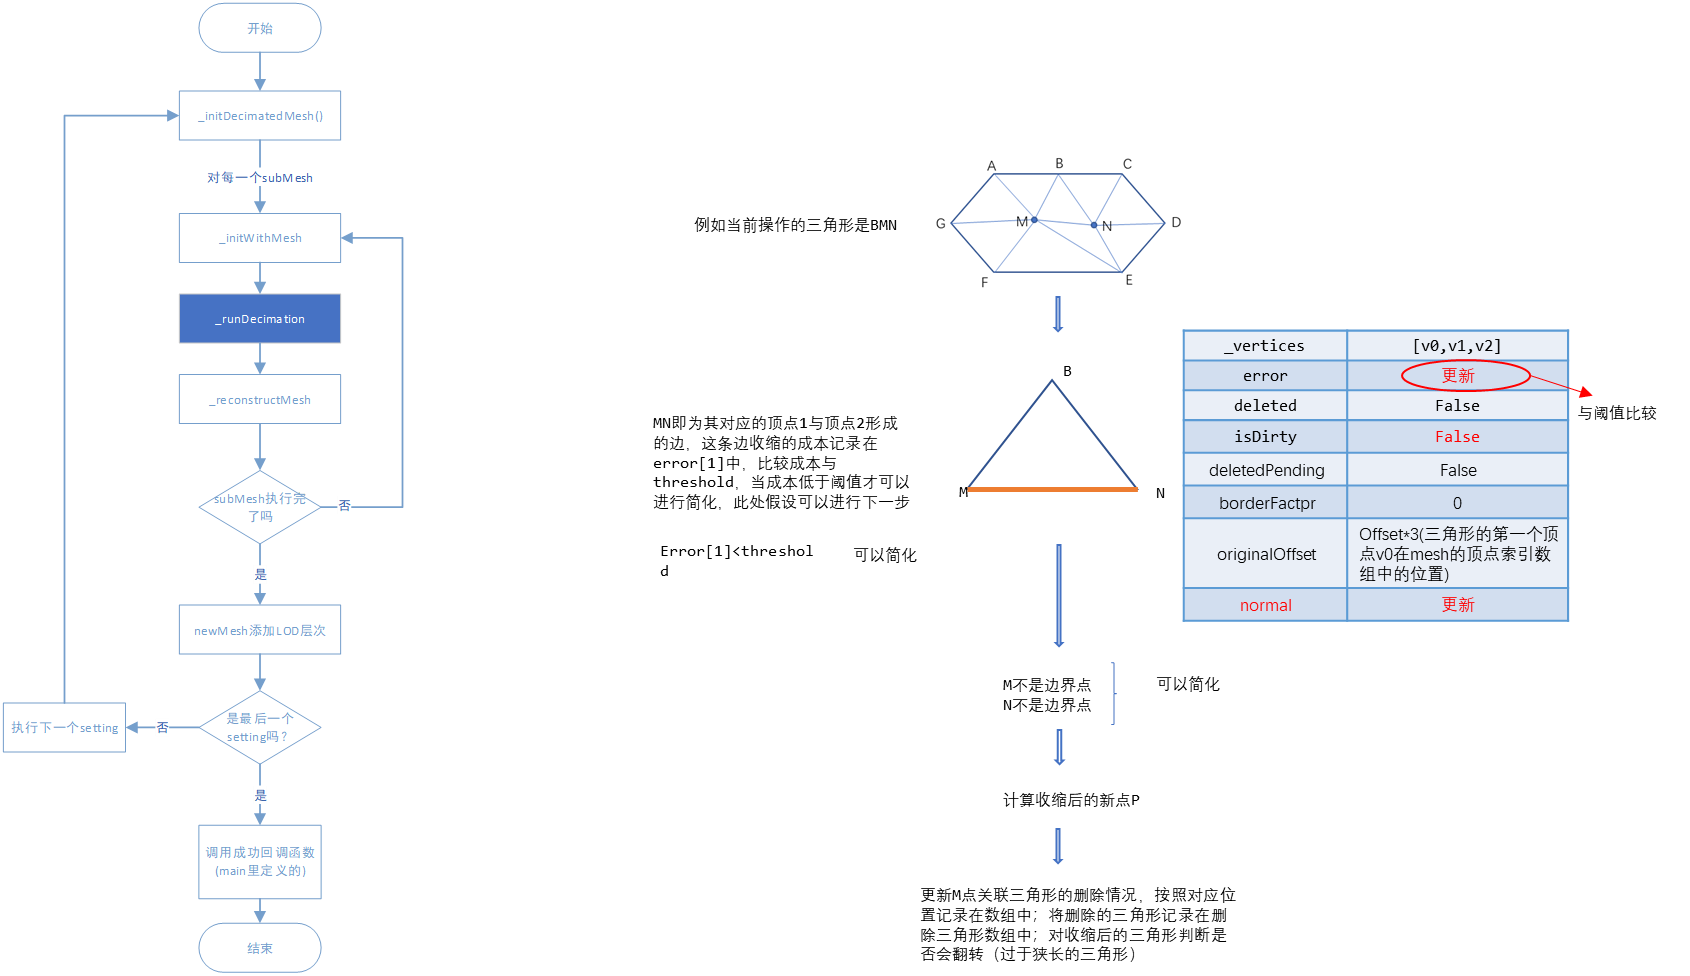 开始
_initDecimatedMesh()
对每一个subMesh
_initWithMesh
_runDecimation
_reconstructMesh
subMesh执行完
了吗
否
是
newMesh添加LOD层次
是最后一个
setting吗?
否
执行下一个setting
是
调用成功回调函数
(main里定义的)
结束
例如当前操作的三角形是BMN
A
B
C
G
M
N
D
F
E
B
M
N
MN即为其对应的顶点1与顶点2形成
的边，这条边收缩的成本记录在
error[1]中，比较成本与
threshold，当成本低于阈值才可以
进行简化，此处假设可以进行下一步
Error[1]<threshol
d
可以简化
_vertices [v0,v1,v2]
error 更新
deleted False
isDirty False
deletedPending False
borderFactpr 0
originalOffset Offset*3(三角形的第一个顶
点v0在mesh的顶点索引数
组中的位置)
normal 更新
与阈值比较
M不是边界点
N不是边界点
可以简化
计算收缩后的新点P
更新M点关联三角形的删除情况，按照对应位
置记录在数组中；将删除的三角形记录在删
除三角形数组中；对收缩后的三角形判断是
否会翻转（过于狭长的三角形）